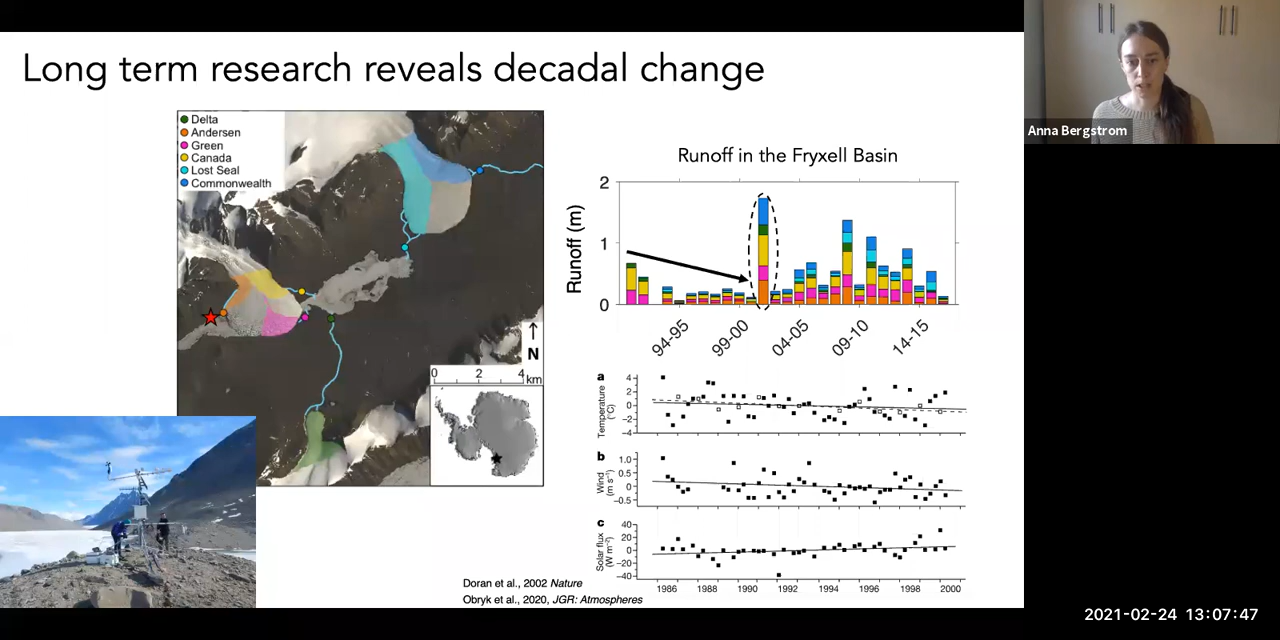 Long term research reveals decadal change
Delta
Andersen
Green
Canada
Lost Seal
Commonwealth
N
0 2 4
km
Runoff in the Fryxell Basin
Runoff (m)
2
1
0
94-95
99-00
04-05
09-10
14-15
a
Temperature
(°C)
4
2
0
−2
−4
b
Wind
(m s⁻¹)
1.0
0.5
0
−0.5
c
Solar flux
(W m⁻²)
40
20
0
−20
−40
1986 1988 1990 1992 1994 1996 1998 2000
Doran et al., 2002 Nature
Obryk et al., 2020, JGR: Atmospheres
Anna Bergstrom
2021-02-24 13:07:47